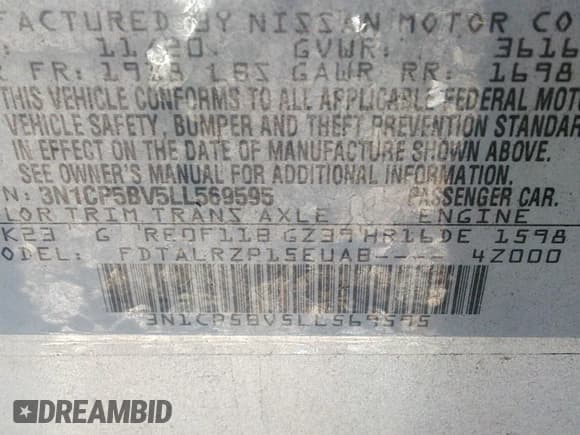 FACTURED BY NISSAN MOTOR CO
: 11/20 GVWR: 3616
R FR: 1918 LBS GAWR RR: 1698
THIS VEHICLE CONFORMS TO ALL APPLICABLE FEDERAL MOT
VEHICLE SAFETY, BUMPER AND THEFT PREVENTION STANDAR
IN EFFECT ON THE DATE OF MANUFACTURE SHOWN ABOVE.
SEE OWNER'S MANUAL FOR ADDITIONAL INFORMATION.
N: 3N1CP5BV5LL569595 PASSENGER CAR.
LOR TRIM TRANS AXLE ENGINE
K23 G RE0F11B GZ39 HR16DE 1598
ODEL: FDTALRZP15EUAB---- 4Z000
3N1CP5BV5LL569595
DREAMBID